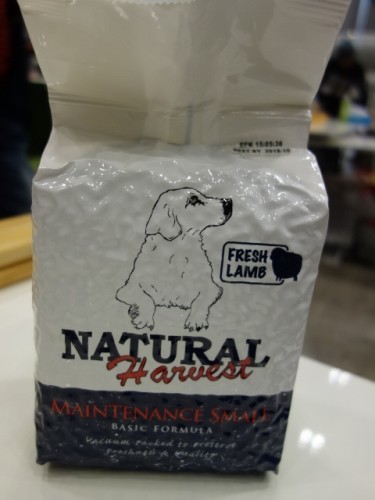 FRESH
LAMB
NATURAL
Harvest
MAINTENANCE SMALL
BASIC FORMULA
Vacuum Packed to Preserve
Freshness & Quality